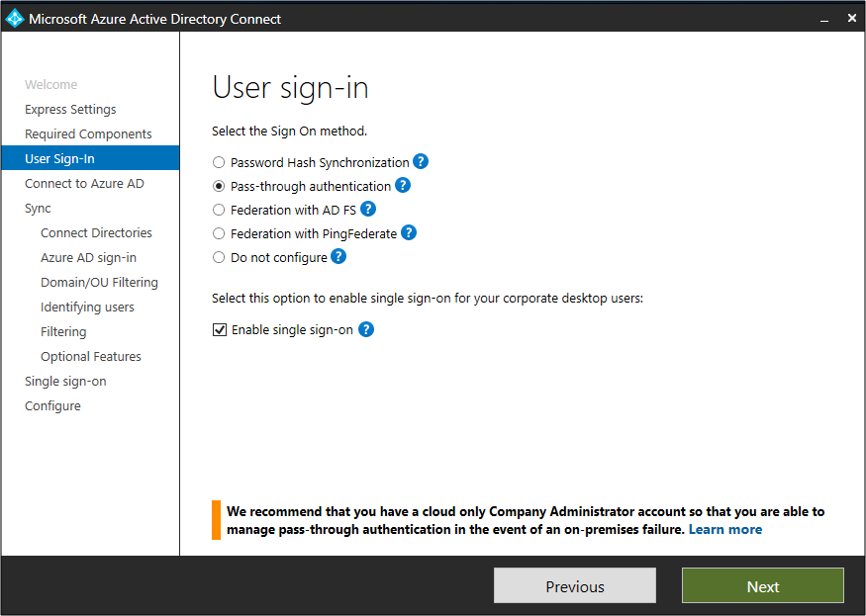 Microsoft Azure Active Directory Connect
Welcome
Express Settings
Required Components
User Sign-In
Connect to Azure AD
Sync
Connect Directories
Azure AD sign-in
Domain/OU Filtering
Identifying users
Filtering
Optional Features
Single sign-on
Configure
User sign-in
Select the Sign On method.
Password Hash Synchronization ?
Pass-through authentication ?
Federation with AD FS ?
Federation with PingFederate ?
Do not configure ?
Select this option to enable single sign-on for your corporate desktop users:
Enable single sign-on ?
We recommend that you have a cloud only Company Administrator account so that you are able to
manage pass-through authentication in the event of an on-premises failure. Learn more
Previous
Next